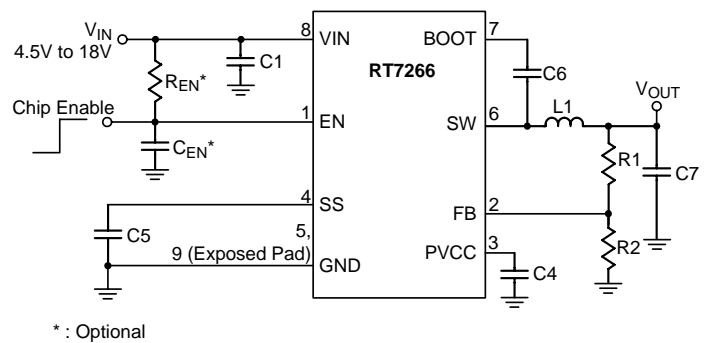 VIN
4.5V to 18V
8
VIN
BOOT
7
RT7266
C1
REN*
C6
Chip Enable
1
EN
SW
6
L1
VOUT
CEN*
R1
C7
4
SS
FB
2
C5
5,
9 (Exposed Pad)
GND
PVCC
3
C4
R2
* : Optional